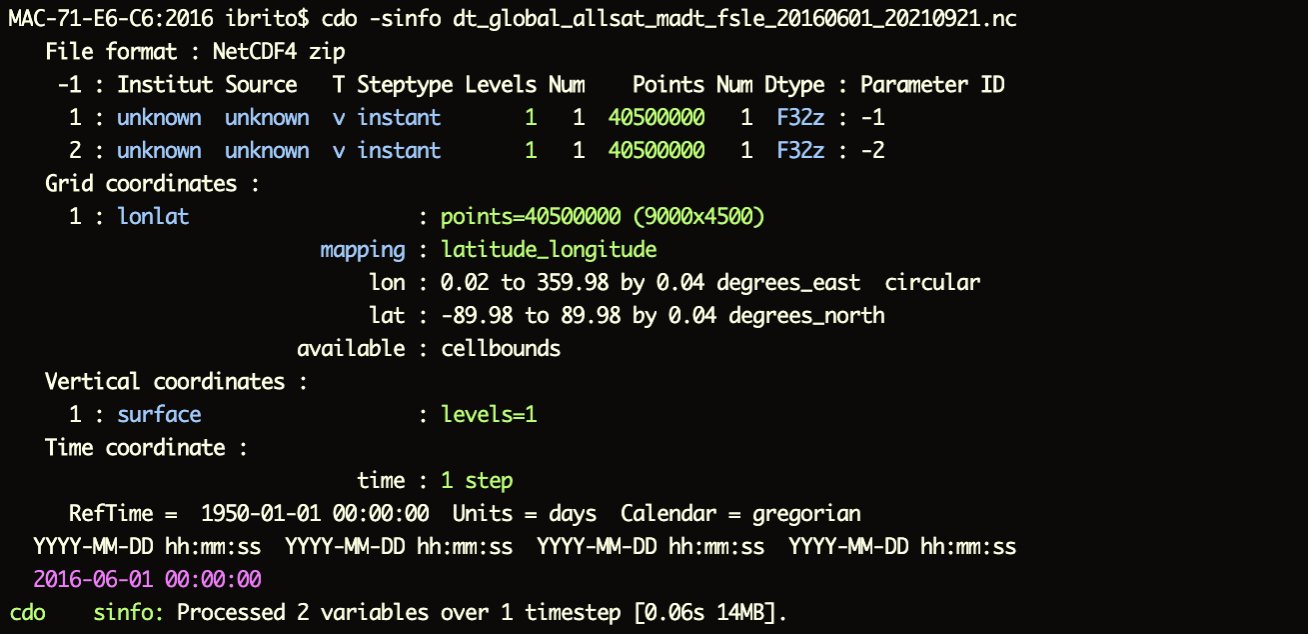 MAC-71-E6-C6:2016 ibrito$ cdo -sinfo dt_global_allsat_madt_fsle_20160601_20210921.nc
   File format : NetCDF4 zip
    -1 : Institut Source   T Steptype Levels Num    Points Num Dtype : Parameter ID
     1 : unknown  unknown  v instant       1   1  40500000   1  F32z : -1
     2 : unknown  unknown  v instant       1   1  40500000   1  F32z : -2
   Grid coordinates :
     1 : lonlat                   : points=40500000 (9000x4500)
                          mapping : latitude_longitude
                              lon : 0.02 to 359.98 by 0.04 degrees_east  circular
                              lat : -89.98 to 89.98 by 0.04 degrees_north
                        available : cellbounds
   Vertical coordinates :
     1 : surface                  : levels=1
   Time coordinate :
                             time : 1 step
     RefTime =  1950-01-01 00:00:00  Units = days  Calendar = gregorian
  YYYY-MM-DD hh:mm:ss  YYYY-MM-DD hh:mm:ss  YYYY-MM-DD hh:mm:ss  YYYY-MM-DD hh:mm:ss
  2016-06-01 00:00:00
cdo    sinfo: Processed 2 variables over 1 timestep [0.06s 14MB].